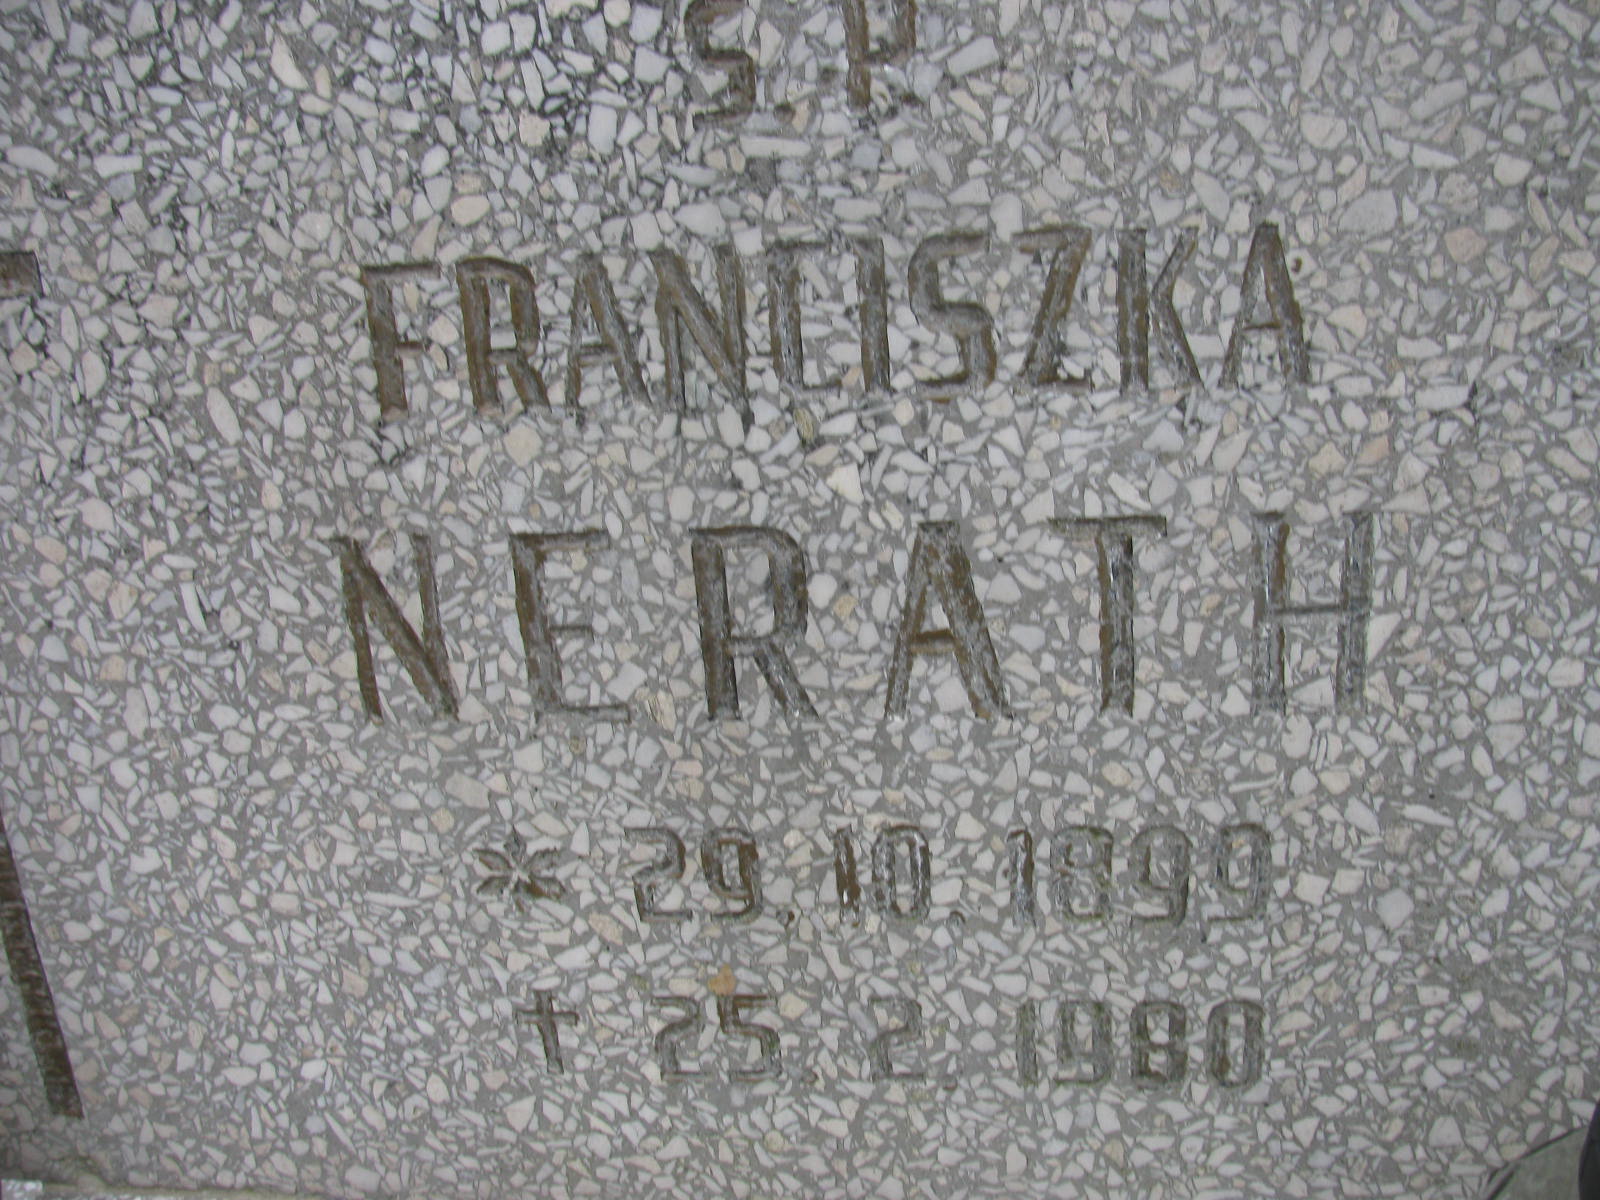 S.P
FRANCISZKA
NERATH
* 29.10.1899
† 25.2.1980